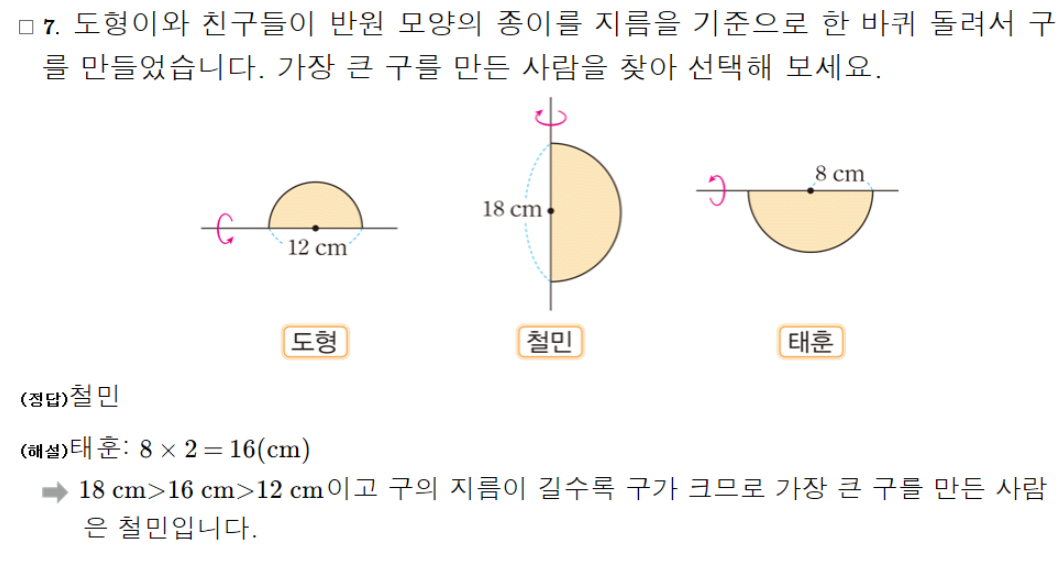 □ 7. 도형이와 친구들이 반원 모양의 종이를 지름을 기준으로 한 바퀴 돌려서 구
를 만들었습니다. 가장 큰 구를 만든 사람을 찾아 선택해 보세요.
12 cm
18 cm
8 cm
도형
철민
태훈
(정답)철민
(해설)태훈: 8 × 2 = 16(cm)
➡ 18 cm>16 cm>12 cm이고 구의 지름이 길수록 구가 크므로 가장 큰 구를 만든 사람
은 철민입니다.